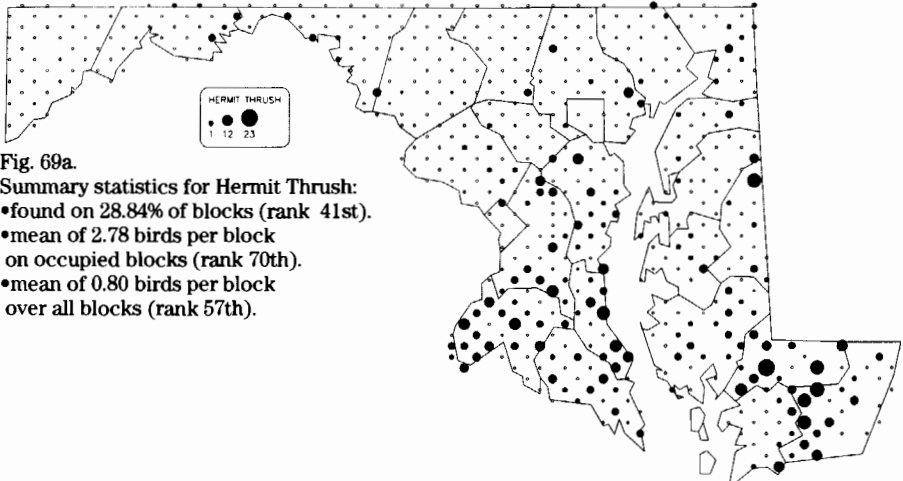 HERMIT THRUSH
1 12 23
Fig. 69a.
Summary statistics for Hermit Thrush:
•found on 28.84% of blocks (rank 41st).
•mean of 2.78 birds per block
on occupied blocks (rank 70th).
•mean of 0.80 birds per block
over all blocks (rank 57th).